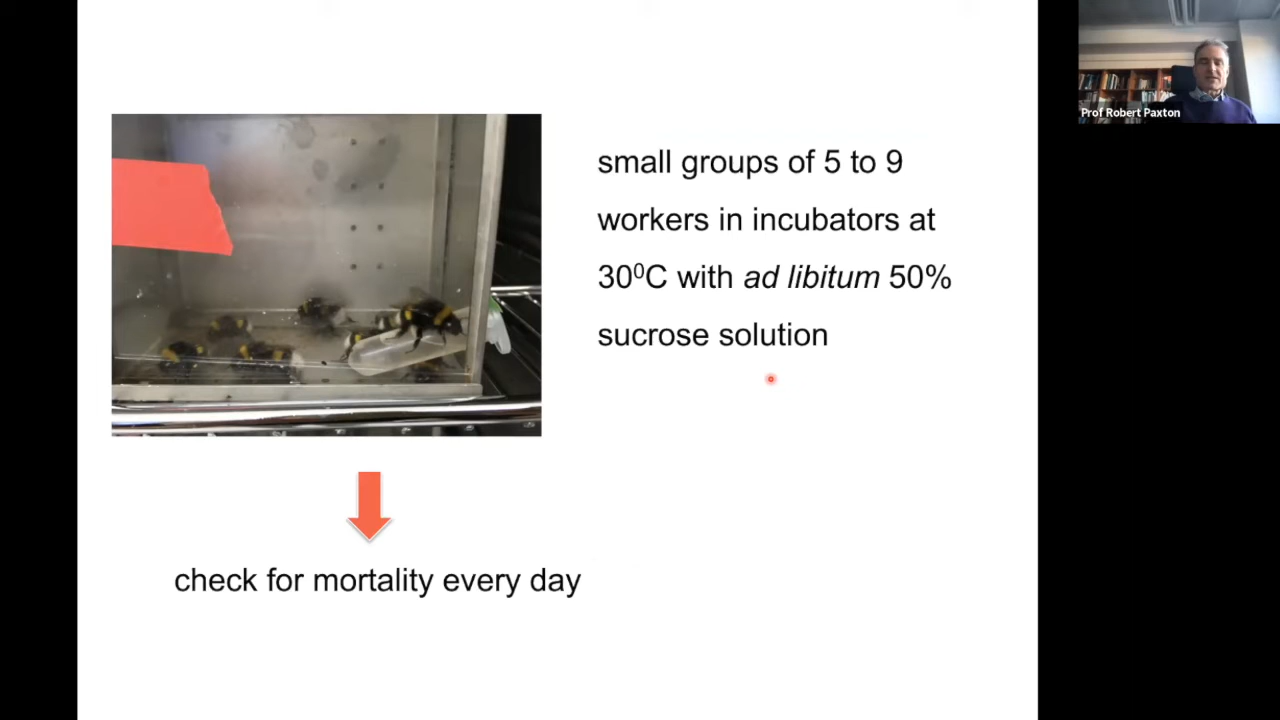 Prof Robert Paxton
small groups of 5 to 9
workers in incubators at
30⁰C with ad libitum 50%
sucrose solution
check for mortality every day